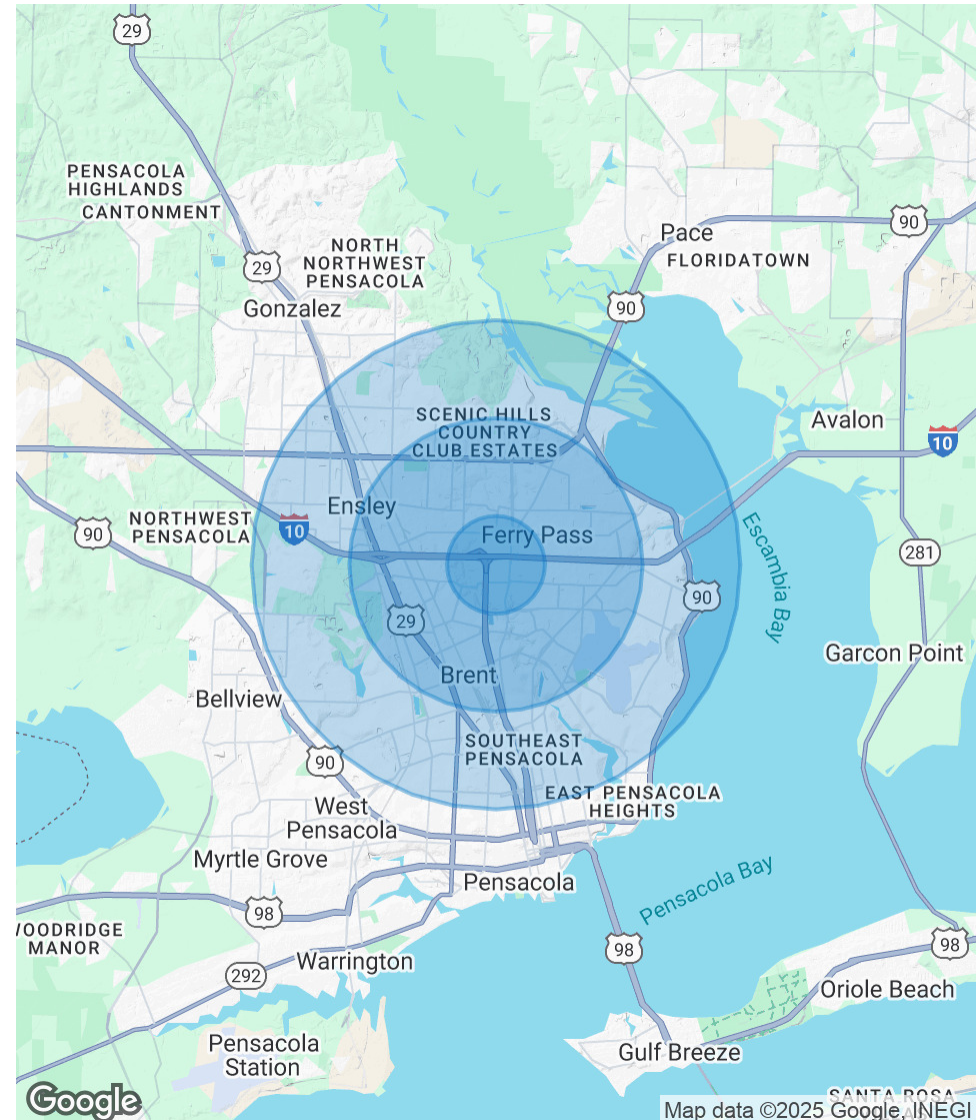 29
PENSACOLA
HIGHLANDS
CANTONMENT
90
Pace
NORTH
NORTHWEST
PENSACOLA
FLORIDATOWN
29
Gonzalez
90
SCENIC HILLS
COUNTRY
CLUB ESTATES
Avalon
10
Ensley
NORTHWEST
PENSACOLA
10
90
Ferry Pass
Escambia Bay
281
90
29
Garcon Point
Brent
Bellview
SOUTHEAST
PENSACOLA
90
EAST PENSACOLA
HEIGHTS
West
Pensacola
Myrtle Grove
Pensacola
Pensacola Bay
98
WOODRIDGE
MANOR
98
98
Warrington
292
Oriole Beach
Pensacola
Station
Gulf Breeze
SANTA ROSA
Google
Map data ©2025 Google, INEGI